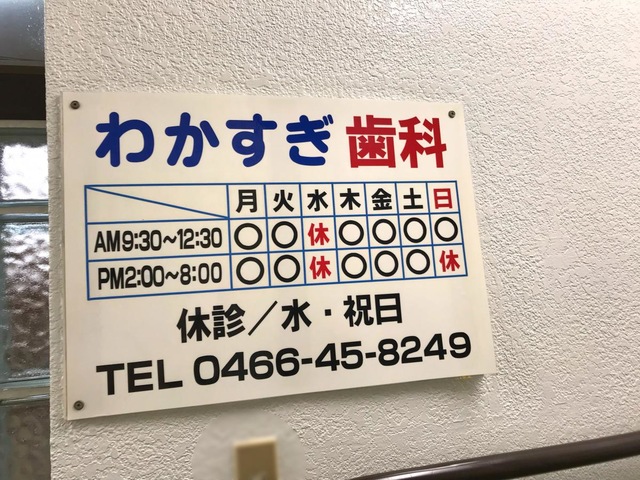 わかすぎ歯科
月 火 水 木 金 土 日
AM9:30~12:30 ○ ○ 休 ○ ○ ○ ○
PM2:00~8:00 ○ ○ 休 ○ ○ ○ 休
休診/水・祝日
TEL 0466-45-8249